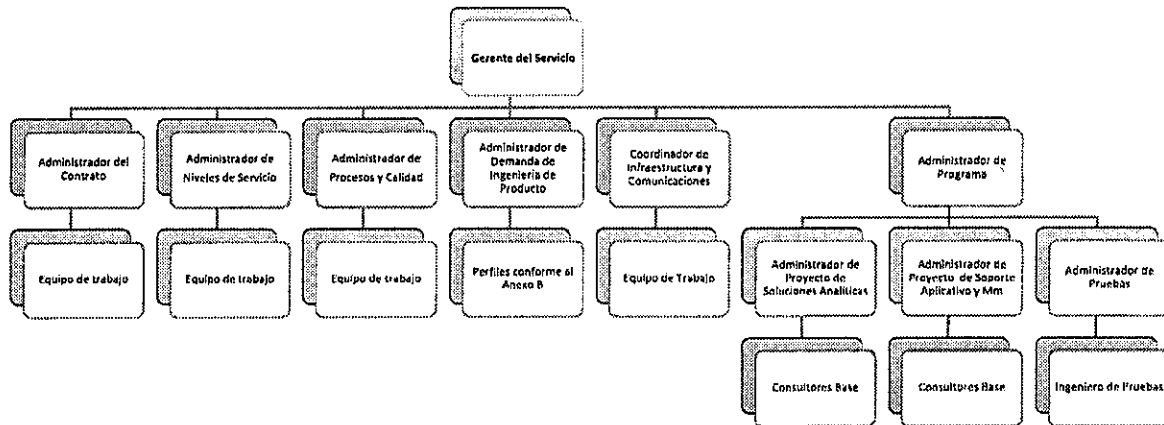 Gerente del Servicio
Administrador del
Contrato
Administrador de
Niveles de Servicio
Administrador de
Procesos y Calidad
Administrador de
Demanda de
Ingeniería de
Producto
Coordinador de
Infraestructura y
Comunicaciones
Administrador de
Programa
Equipo de trabajo
Equipo de trabajo
Equipo de trabajo
Perfiles conforme al
Anexo B
Equipo de Trabajo
Administrador de
Proyecto de
Soluciones Analíticas
Administrador de
Proyecto de Soporte
Aplicativo y Mm
Administrador de
Pruebas
Consultores Base
Consultores Base
Ingeniero de Pruebas